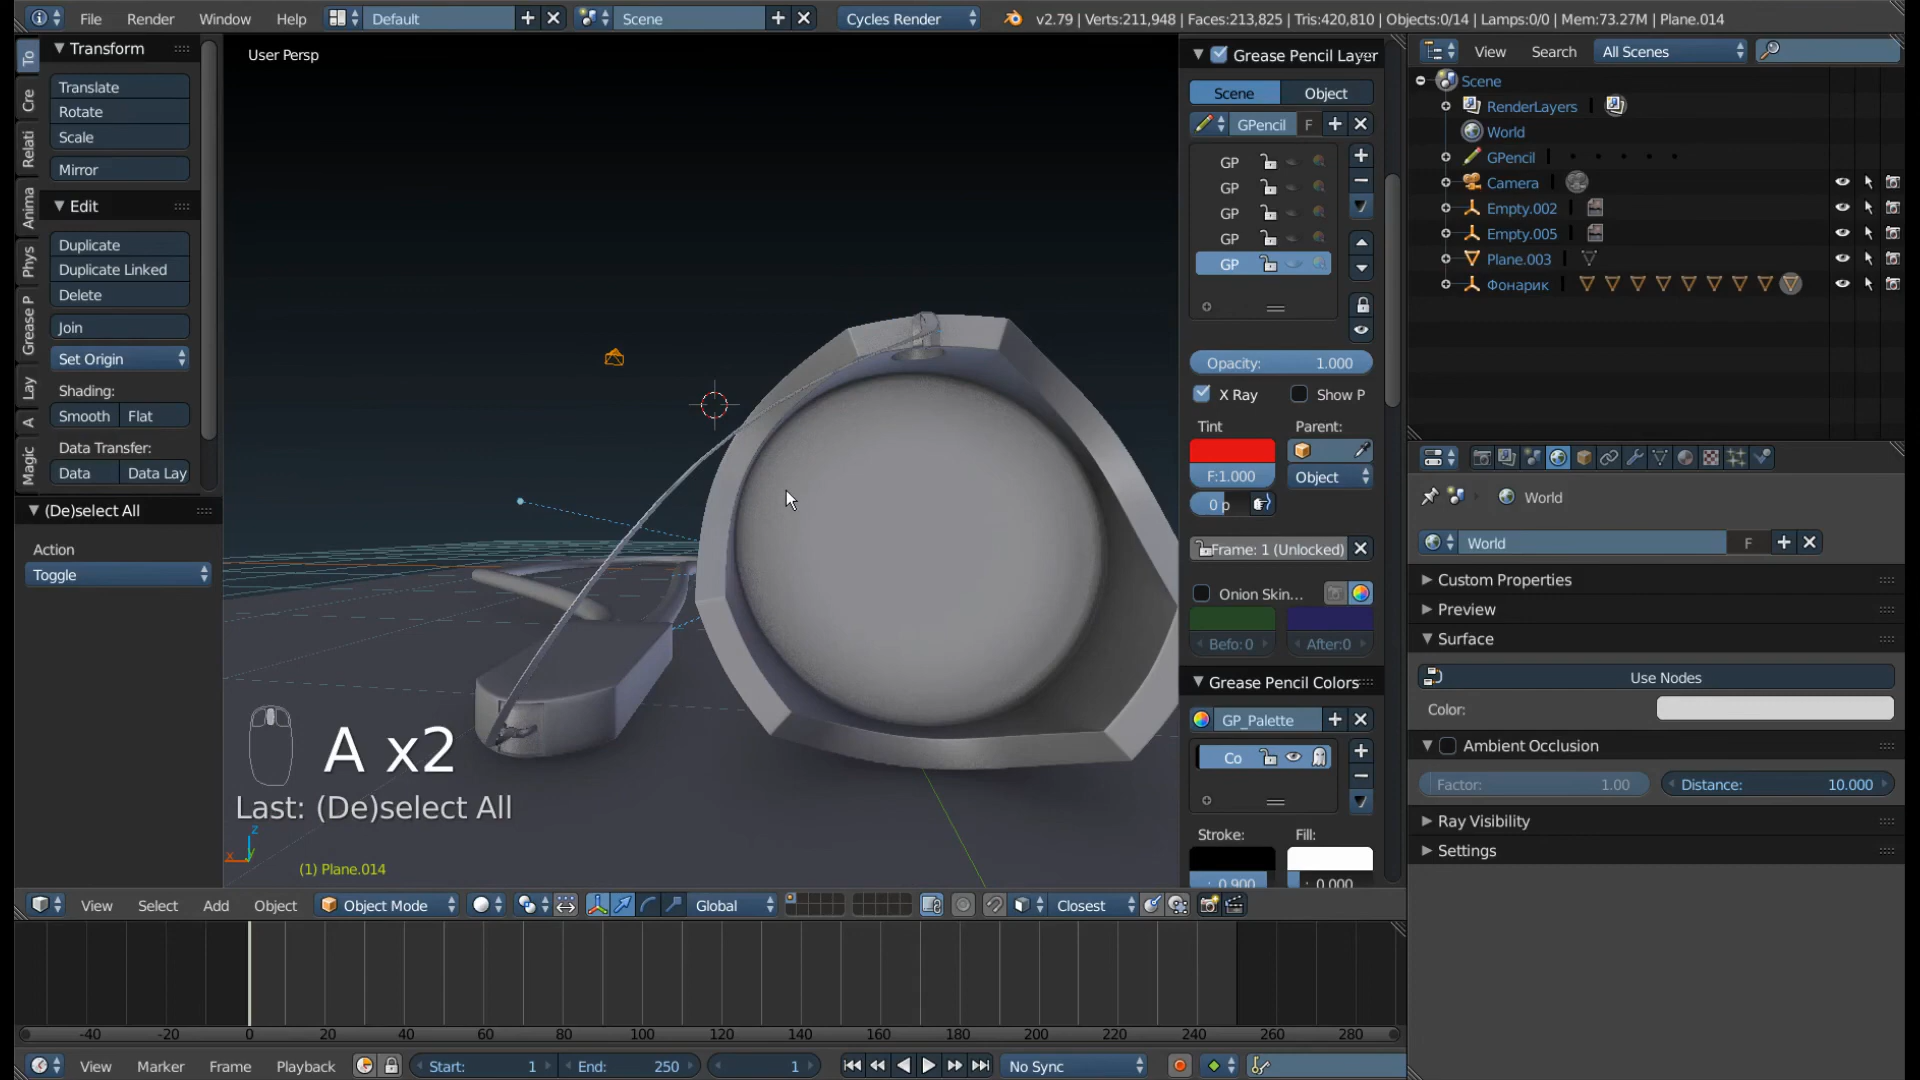 File Render Window Help Default Scene Cycles Render v2.79 | Verts:211,948 | Faces:213,825 | Tris:420,810 | Objects:0/14 | Lamps:0/0 | Mem:73.27M | Plane.014
To
Cre
Relati
Anima
Phys
Grease P
Lay
A
Magic
Transform
Translate
Rotate
Scale
Mirror
Edit
Duplicate
Duplicate Linked
Delete
Join
Set Origin
Shading:
Smooth Flat
Data Transfer:
Data Data Lay
(De)select All
Action
Toggle
User Persp
A x2
Last: (De)select All
z
x y
(1) Plane.014
Grease Pencil Layer
Scene Object
GPencil F
GP
GP
GP
GP
GP
Opacity: 1.000
X Ray Show P
Tint Parent:
F:1.000 Object
0 p
Frame: 1 (Unlocked)
Onion Skin...
Befo:0 After:0
Grease Pencil Colors
GP_Palette
Co
Stroke: Fill:
: 0.900 0.000
View Search All Scenes
Scene
RenderLayers
World
GPencil
Camera
Empty.002
Empty.005
Plane.003
Фонарик
World
World F
Custom Properties
Preview
Surface
Use Nodes
Color:
Ambient Occlusion
Factor: 1.00 Distance: 10.000
Ray Visibility
Settings
View Select Add Object Object Mode Global Closest
-40 -20 0 20 40 60 80 100 120 140 160 180 200 220 240 260 280
View Marker Frame Playback Start: 1 End: 250 1 No Sync